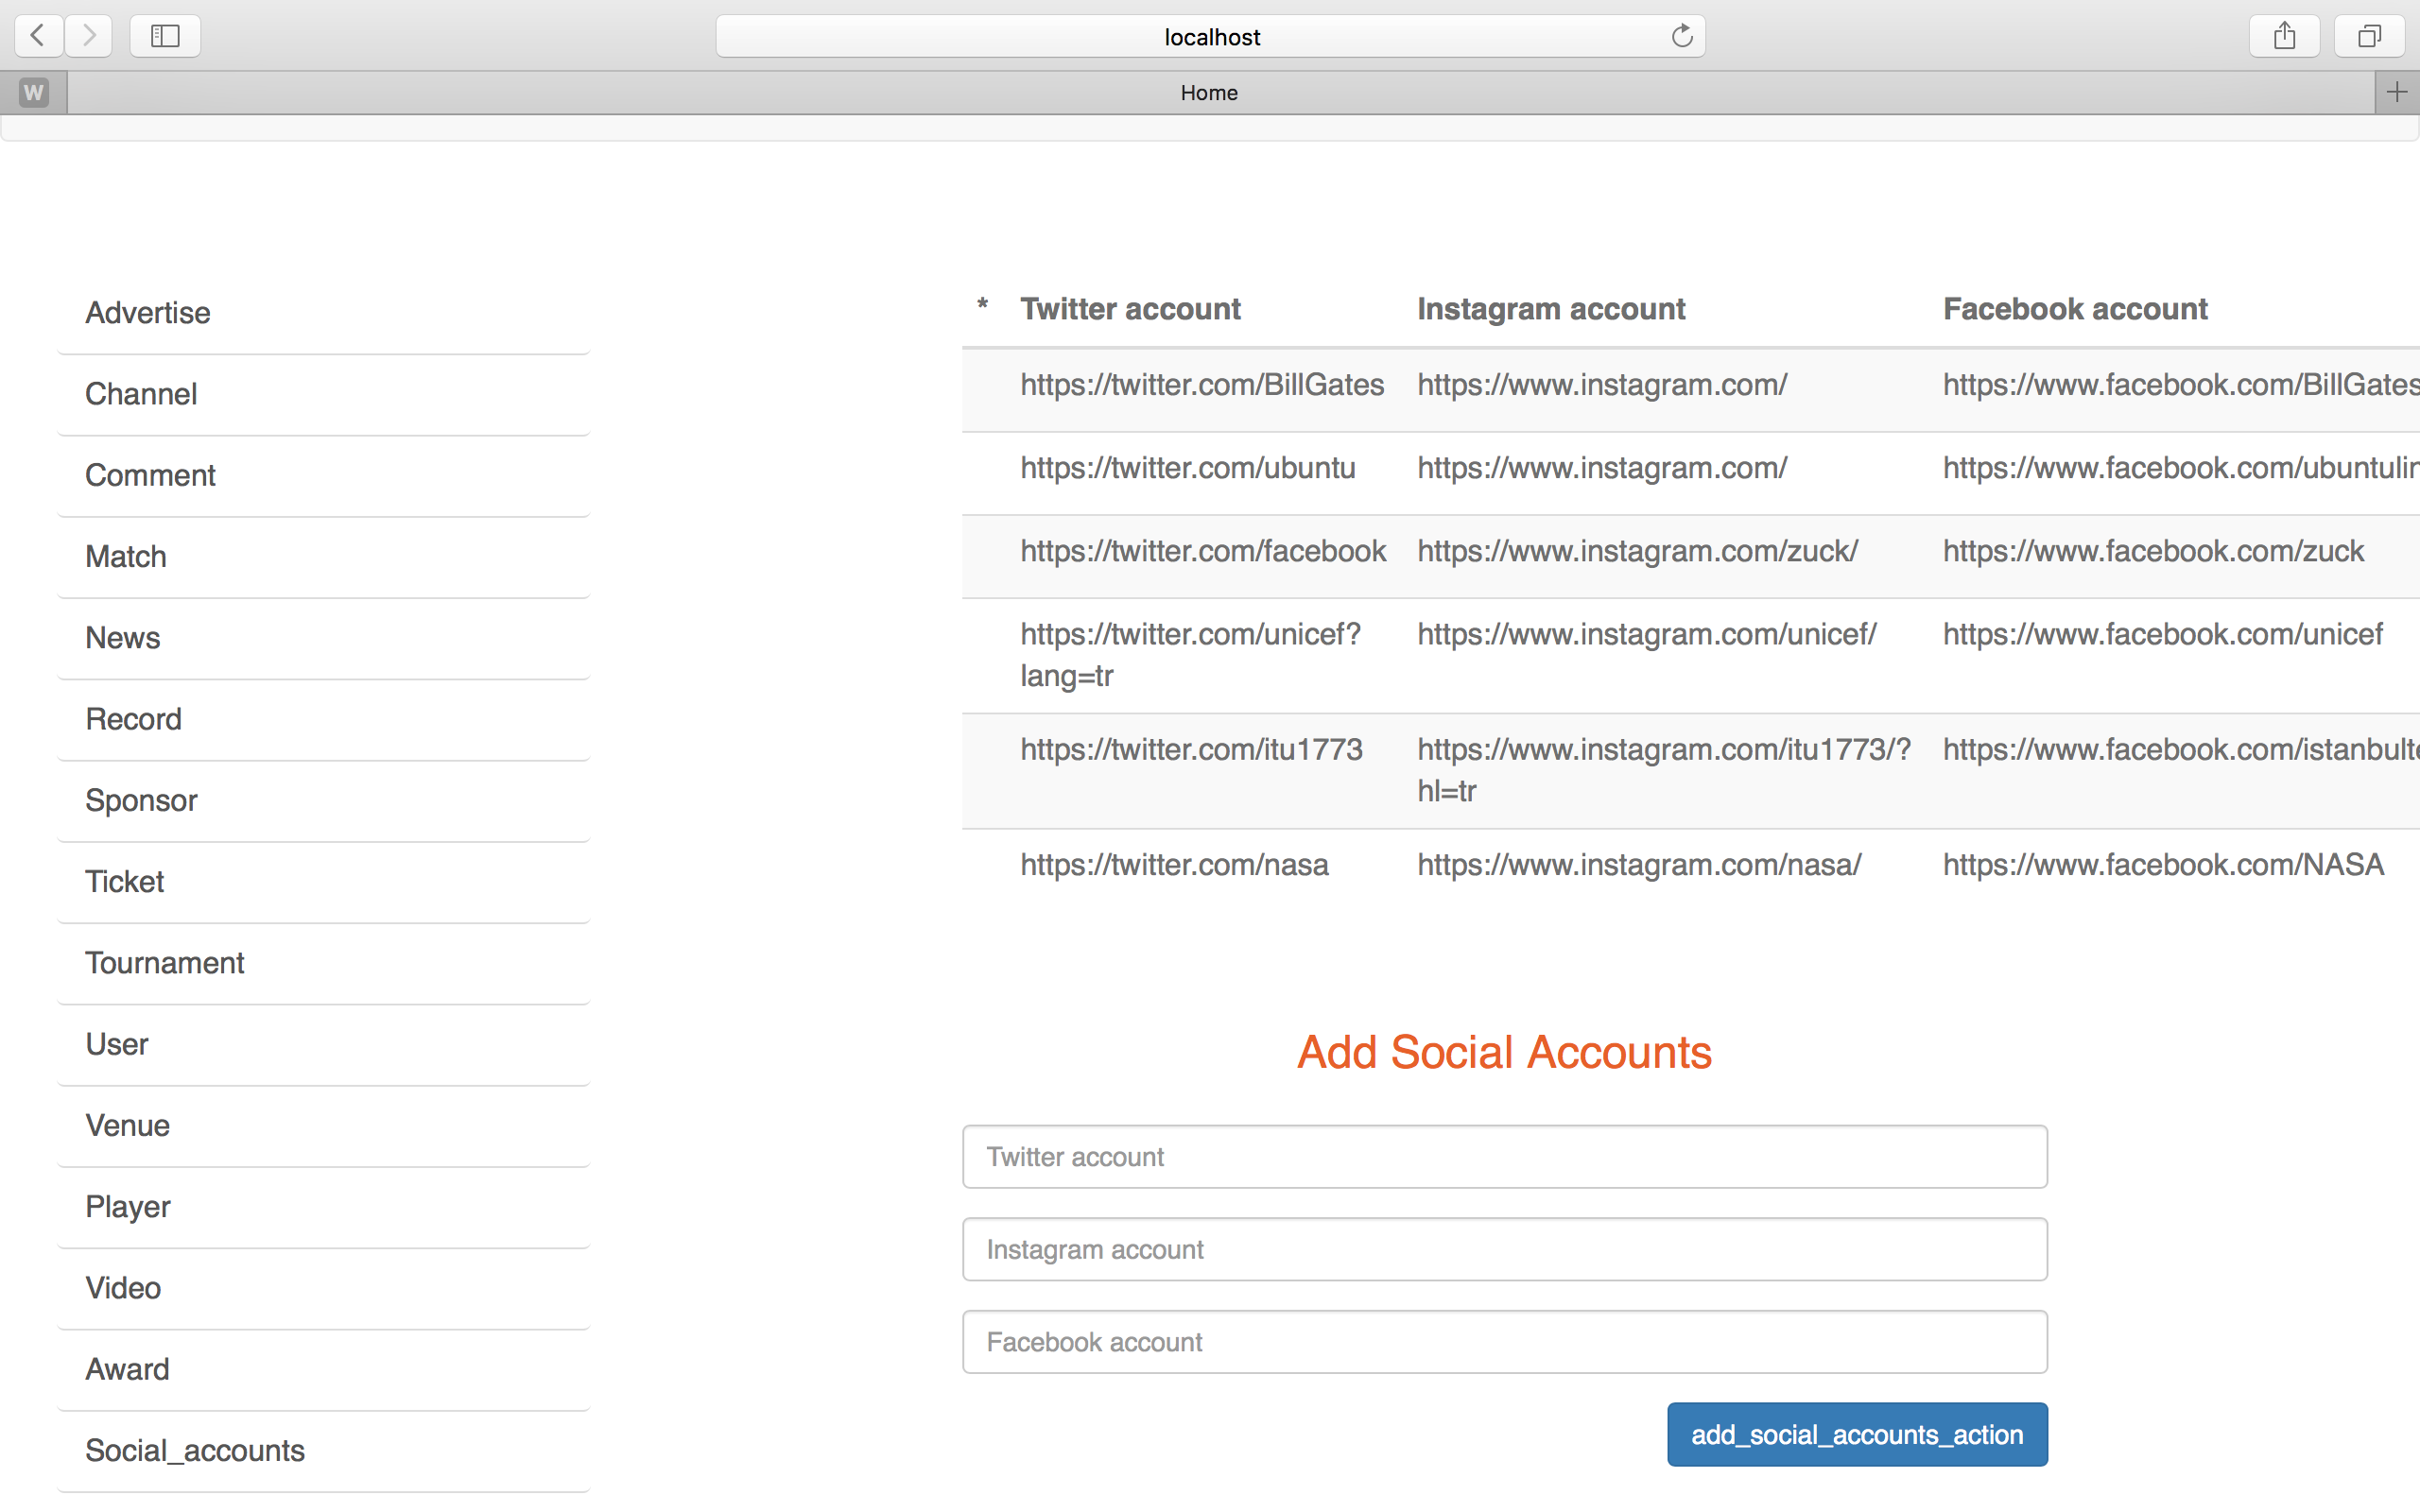 localhost
W
Home
Advertise
Channel
Comment
Match
News
Record
Sponsor
Ticket
Tournament
User
Venue
Player
Video
Award
Social_accounts
* Twitter account Instagram account Facebook account
https://twitter.com/BillGates https://www.instagram.com/ https://www.facebook.com/BillGates
https://twitter.com/ubuntu https://www.instagram.com/ https://www.facebook.com/ubuntulin
https://twitter.com/facebook https://www.instagram.com/zuck/ https://www.facebook.com/zuck
https://twitter.com/unicef? https://www.instagram.com/unicef/ https://www.facebook.com/unicef
lang=tr
https://twitter.com/itu1773 https://www.instagram.com/itu1773/? https://www.facebook.com/istanbulte
hl=tr
https://twitter.com/nasa https://www.instagram.com/nasa/ https://www.facebook.com/NASA
Add Social Accounts
Twitter account
Instagram account
Facebook account
add_social_accounts_action